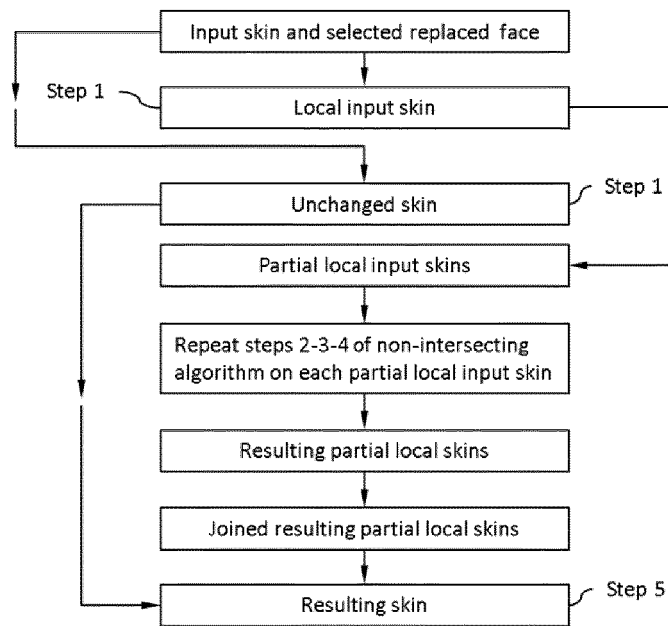 Input skin and selected replaced face
Step 1
Local input skin
Unchanged skin
Step 1
Partial local input skins
Repeat steps 2-3-4 of non-intersecting
algorithm on each partial local input skin
Resulting partial local skins
Joined resulting partial local skins
Resulting skin
Step 5